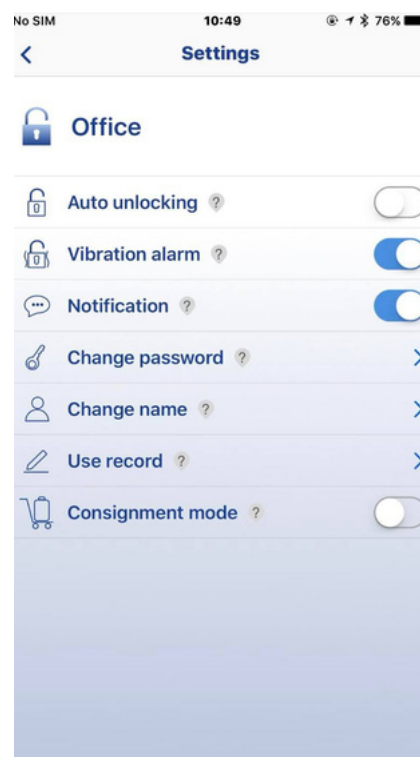 No SIM 10:49 76%
Settings
Office
Auto unlocking ?
Vibration alarm ?
Notification ?
Change password ?
Change name ?
Use record ?
Consignment mode ?